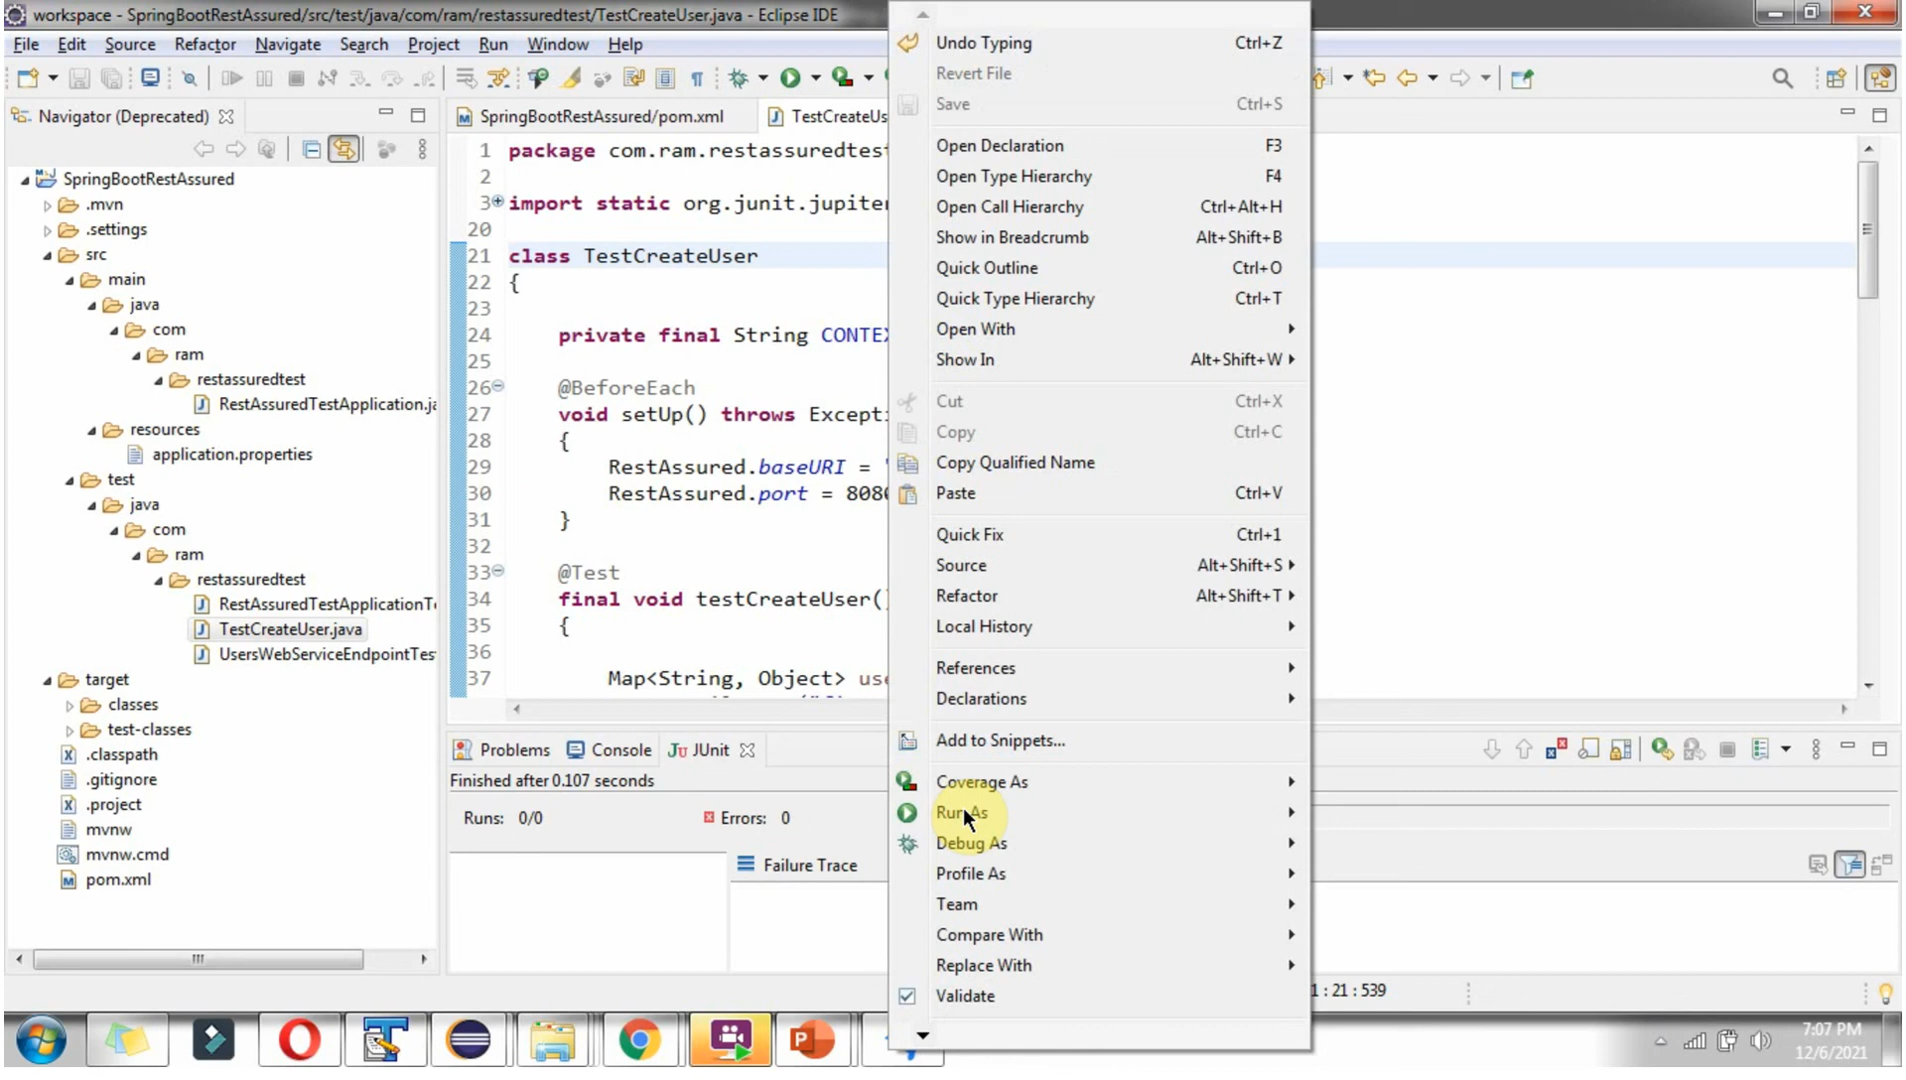 workspace - SpringBootRestAssured/src/test/java/com/ram/restassuredtest/TestCreateUser.java - Eclipse IDE
File Edit Source Refactor Navigate Search Project Run Window Help
Navigator (Deprecated)
SpringBootRestAssured
.mvn
.settings
src
main
java
com
ram
restassuredtest
RestAssuredTestApplication.ja
resources
application.properties
test
java
com
ram
restassuredtest
RestAssuredTestApplicationTe
TestCreateUser.java
UsersWebServiceEndpointTes
target
classes
test-classes
.classpath
.gitignore
.project
mvnw
mvnw.cmd
pom.xml
SpringBootRestAssured/pom.xml TestCreateUs
1 package com.ram.restassuredtest
2
3 import static org.junit.jupiter
20
21 class TestCreateUser
22 {
23
24 private final String CONTEX
25
26 @BeforeEach
27 void setUp() throws Excepti
28 {
29 RestAssured.baseURI = "
30 RestAssured.port = 8080
31 }
32
33 @Test
34 final void testCreateUser()
35 {
36
37 Map<String, Object> use
Problems Console JUnit
Finished after 0.107 seconds
Runs: 0/0 Errors: 0
Failure Trace
Undo Typing Ctrl+Z
Revert File
Save Ctrl+S
Open Declaration F3
Open Type Hierarchy F4
Open Call Hierarchy Ctrl+Alt+H
Show in Breadcrumb Alt+Shift+B
Quick Outline Ctrl+O
Quick Type Hierarchy Ctrl+T
Open With
Show In Alt+Shift+W
Cut Ctrl+X
Copy Ctrl+C
Copy Qualified Name
Paste Ctrl+V
Quick Fix Ctrl+1
Source Alt+Shift+S
Refactor Alt+Shift+T
Local History
References
Declarations
Add to Snippets...
Coverage As
Run As
Debug As
Profile As
Team
Compare With
Replace With
Validate
1 : 21 : 539
7:07 PM
12/6/2021